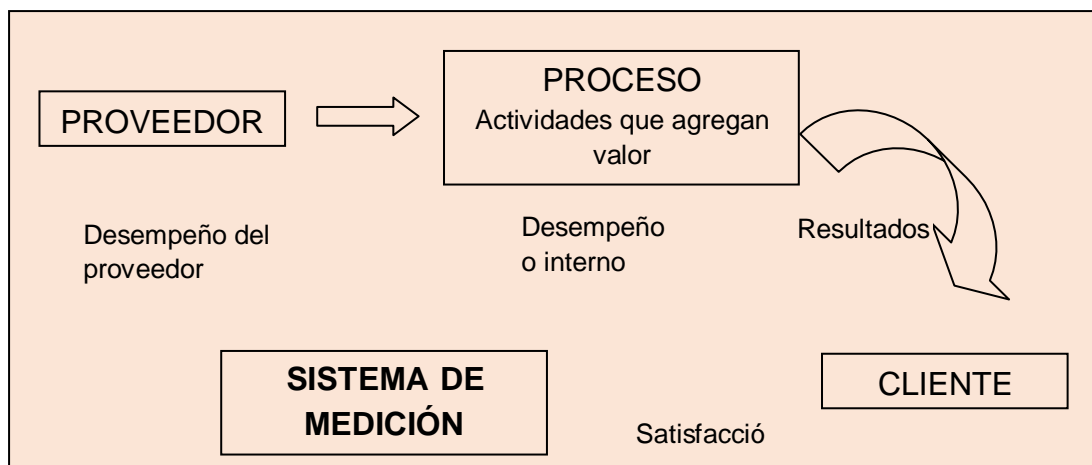 PROVEEDOR
PROCESO
Actividades que agregan
valor
Desempeño del
proveedor
Desempeño
o interno
Resultados
SISTEMA DE
MEDICIÓN
CLIENTE
Satisfacció